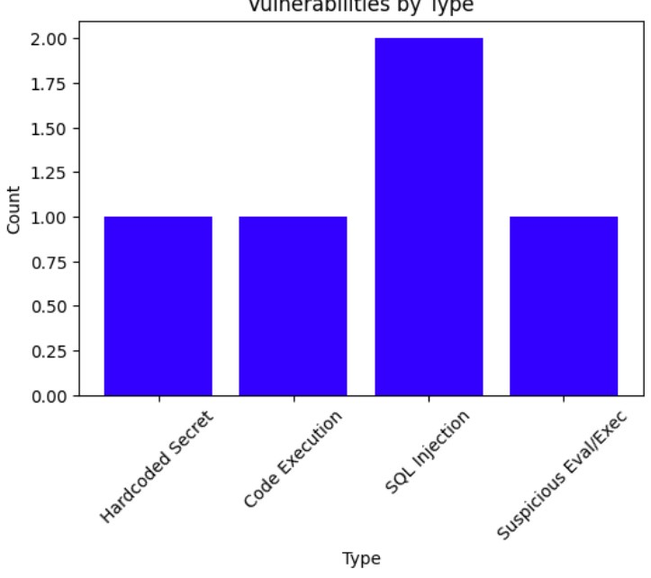 Vulnerabilities by Type
2.00
1.75
1.50
1.25
1.00
0.75
0.50
0.25
0.00
Count
Hardcoded Secret
Code Execution
SQL Injection
Suspicious Eval/Exec
Type